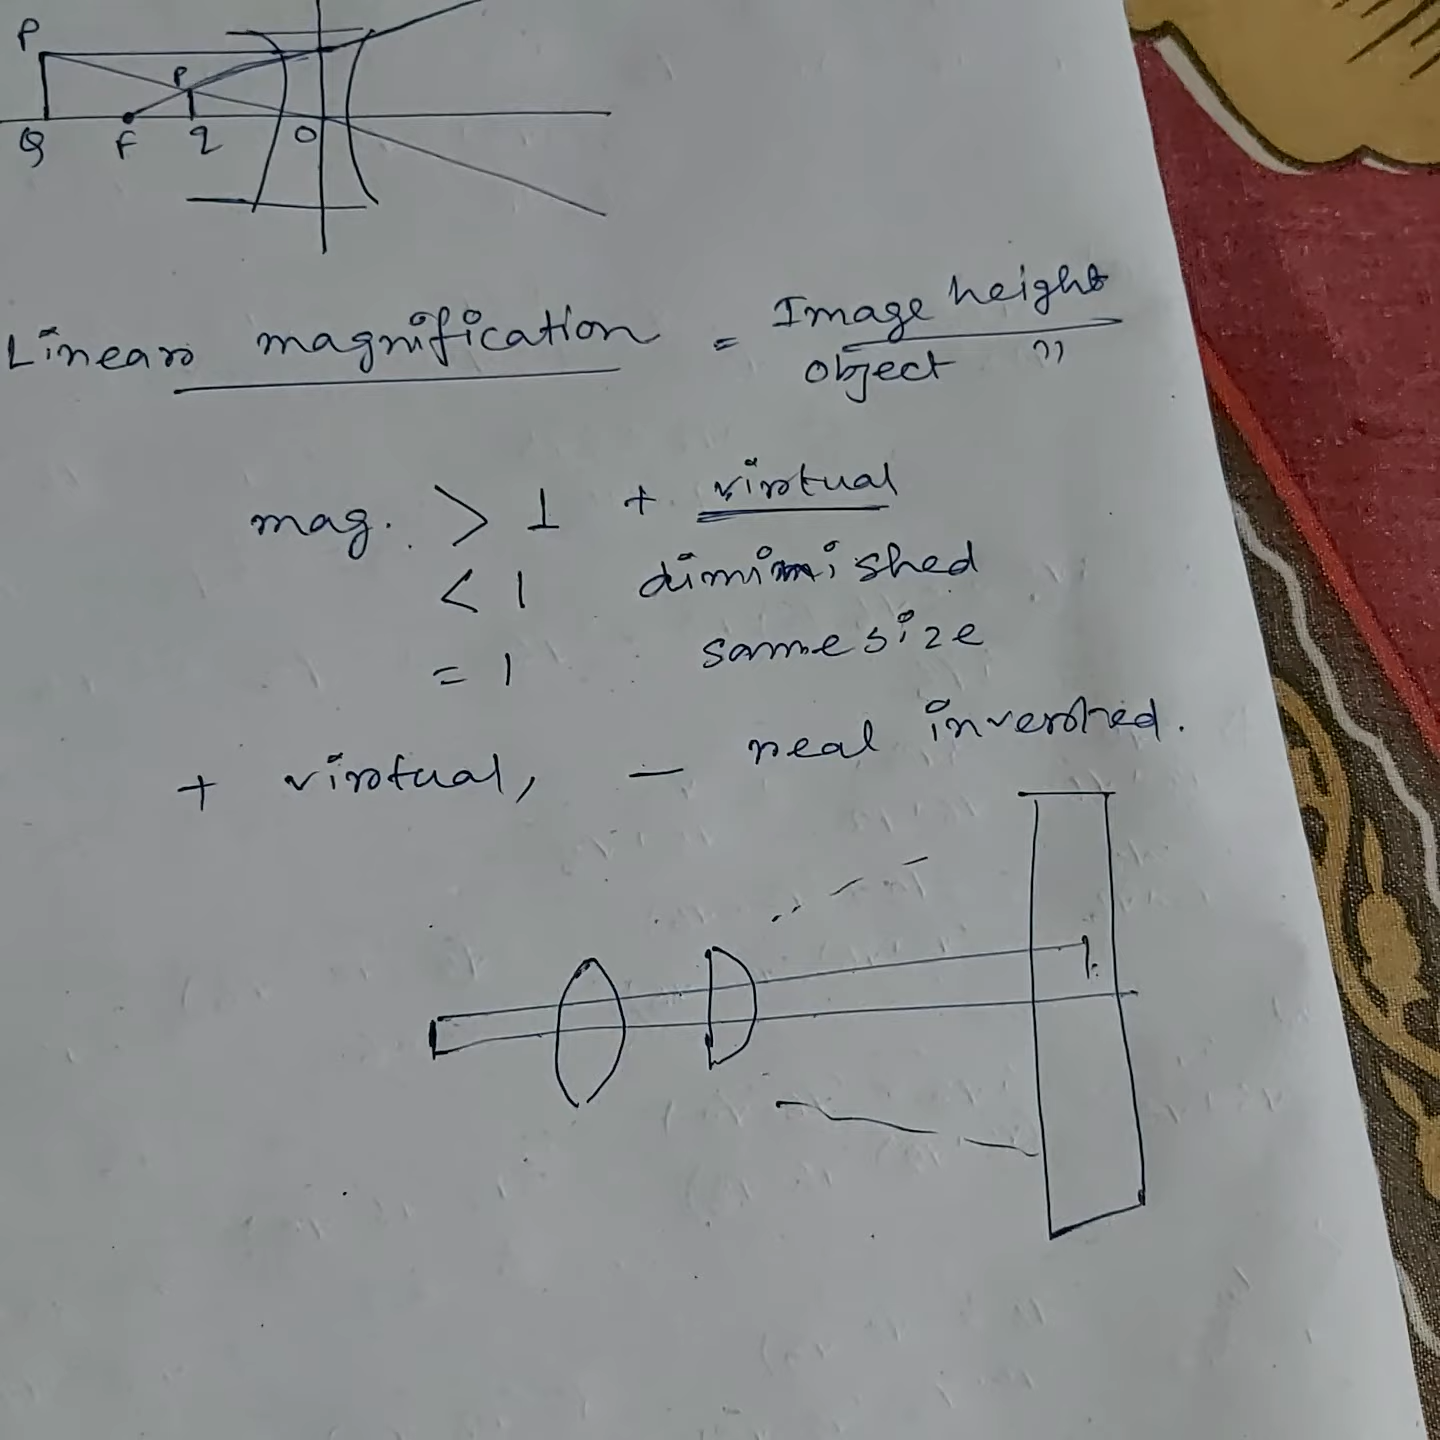 P
P
Q F q O
Linear magnification = Image height
object "
mag. > 1 + virtual
< 1 diminished
= 1 same size
+ virtual, – real inverted.